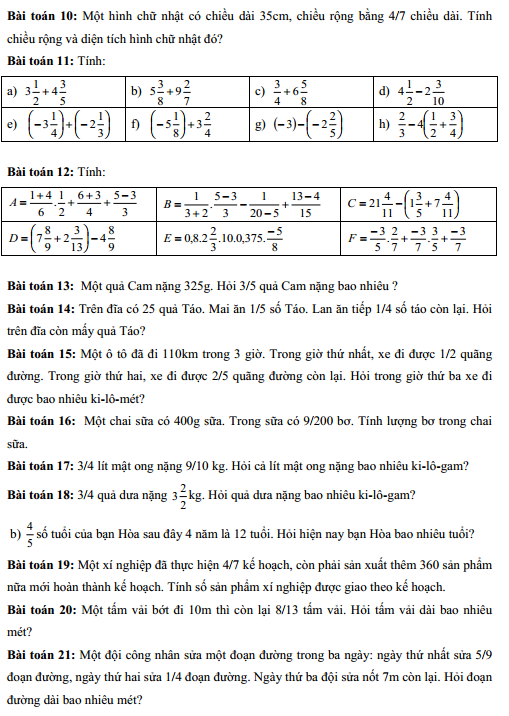 Bài toán 10: Một hình chữ nhật có chiều dài 35cm, chiều rộng bằng 4/7 chiều dài. Tính
chiều rộng và diện tích hình chữ nhật đó?
Bài toán 11: Tính:
a) 3 1/2 + 4 3/5 b) 5 3/8 + 9 2/7 c) 3/4 + 6 5/8 d) 4 1/2 − 2 3/10
e) (−3 1/4) + (−2 1/3) f) (−5 1/8) + 3 2/4 g) (−3) − (−2 2/5) h) 2/3 − 4(1/2 + 3/4)
Bài toán 12: Tính:
A = (1+4)/6 . 1/2 + (6+3)/4 + (5−3)/3 B = 1/(3+2) . (5−3)/3 − 1/(20−5) + (13−4)/15 C = 21 4/11 − (1 3/5 + 7 4/11)
D = (7 8/9 + 2 3/13) − 4 8/9 E = 0,8.2 2/3 .10.0,375. −5/8 F = −3/5 . 2/7 + −3/7 . 3/5 + −3/7
Bài toán 13: Một quả Cam nặng 325g. Hỏi 3/5 quả Cam nặng bao nhiêu ?
Bài toán 14: Trên đĩa có 25 quả Táo. Mai ăn 1/5 số Táo. Lan ăn tiếp 1/4 số táo còn lại. Hỏi
trên đĩa còn mấy quả Táo?
Bài toán 15: Một ô tô đã đi 110km trong 3 giờ. Trong giờ thứ nhất, xe đi được 1/2 quãng
đường. Trong giờ thứ hai, xe đi được 2/5 quãng đường còn lại. Hỏi trong giờ thứ ba xe đi
được bao nhiêu ki-lô-mét?
Bài toán 16: Một chai sữa có 400g sữa. Trong sữa có 9/200 bơ. Tính lượng bơ trong chai
sữa.
Bài toán 17: 3/4 lít mật ong nặng 9/10 kg. Hỏi cả lít mật ong nặng bao nhiêu ki-lô-gam?
Bài toán 18: 3/4 quả dưa nặng 3 2/2 kg. Hỏi quả dưa nặng bao nhiêu ki-lô-gam?
b) 4/5 số tuổi của bạn Hòa sau đây 4 năm là 12 tuổi. Hỏi hiện nay bạn Hòa bao nhiêu tuổi?
Bài toán 19: Một xí nghiệp đã thực hiện 4/7 kế hoạch, còn phải sản xuất thêm 360 sản phẩm
nữa mới hoàn thành kế hoạch. Tính số sản phẩm xí nghiệp được giao theo kế hoạch.
Bài toán 20: Một tấm vải bớt đi 10m thì còn lại 8/13 tấm vải. Hỏi tấm vải dài bao nhiêu
mét?
Bài toán 21: Một đội công nhân sửa một đoạn đường trong ba ngày: ngày thứ nhất sửa 5/9
đoạn đường, ngày thứ hai sửa 1/4 đoạn đường. Ngày thứ ba đội sửa nốt 7m còn lại. Hỏi đoạn
đường dài bao nhiêu mét?